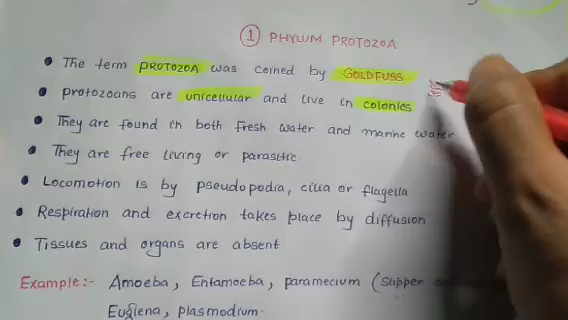 ① PHYLUM PROTOZOA
• The term PROTOZOA was coined by GOLDFUSS
• protozoans are unicellular and live in colonies
• They are found in both fresh water and marine water
• They are free living or parasitic.
• Locomotion is by pseudopodia, cilia or flagella
• Respiration and excretion takes place by diffusion
• Tissues and organs are absent
Example:- Amoeba, Entamoeba, paramecium (slipper
Euglena, plasmodium.